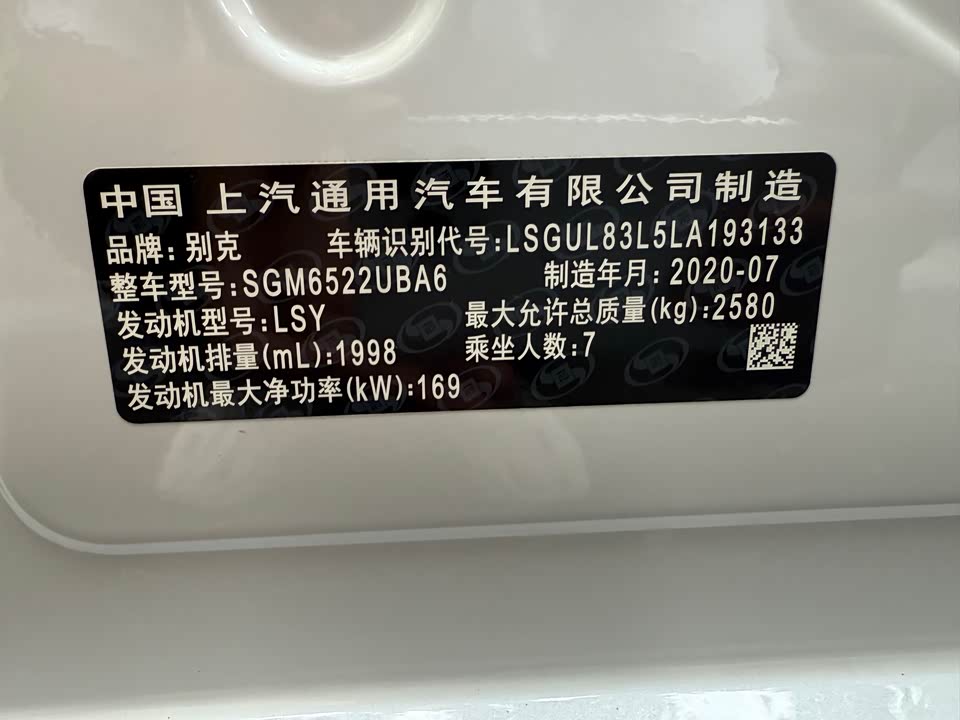 中国 上汽通用汽车有限公司制造
品牌：别克 车辆识别代号：LSGUL83L5LA193133
整车型号：SGM6522UBA6 制造年月：2020-07
发动机型号：LSY 最大允许总质量(kg)：2580
发动机排量(mL)：1998 乘坐人数：7
发动机最大净功率(kW)：169